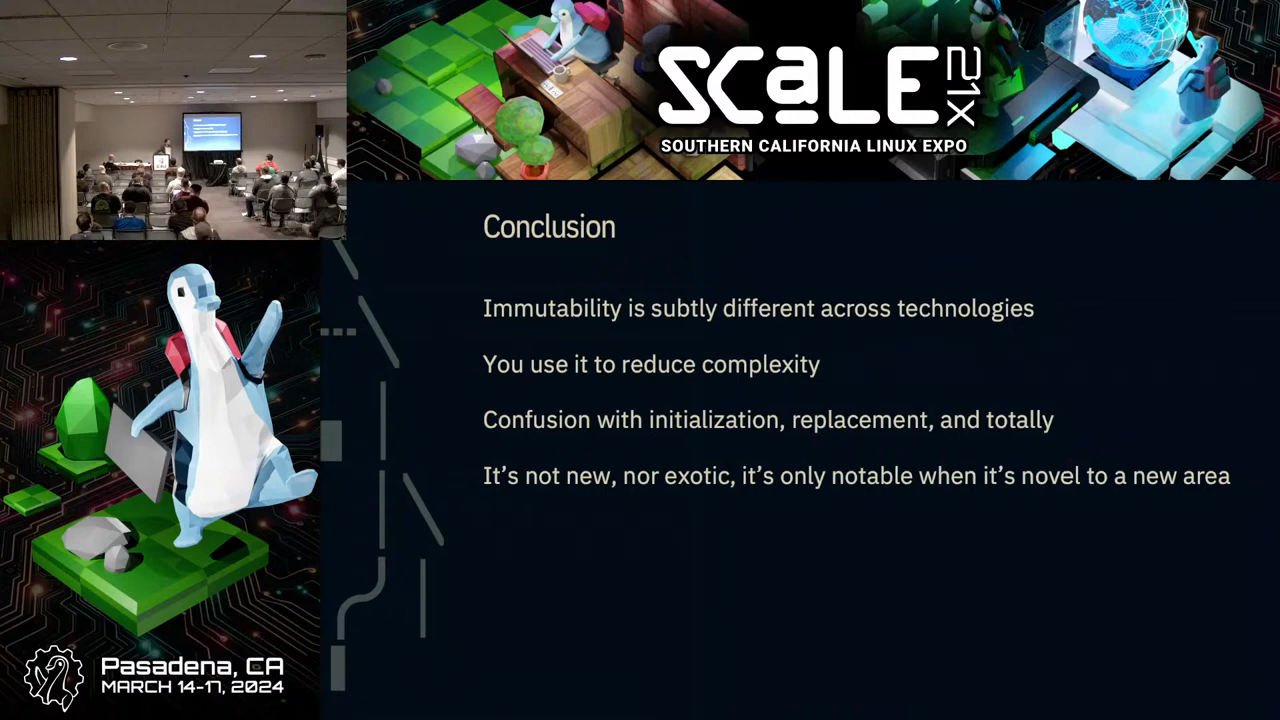 SCaLE 21X
SOUTHERN CALIFORNIA LINUX EXPO
Conclusion
Immutability is subtly different across technologies
You use it to reduce complexity
Confusion with initialization, replacement, and totally
It’s not new, nor exotic, it’s only notable when it’s novel to a new area
Pasadena, CA
MARCH 14-17, 2024